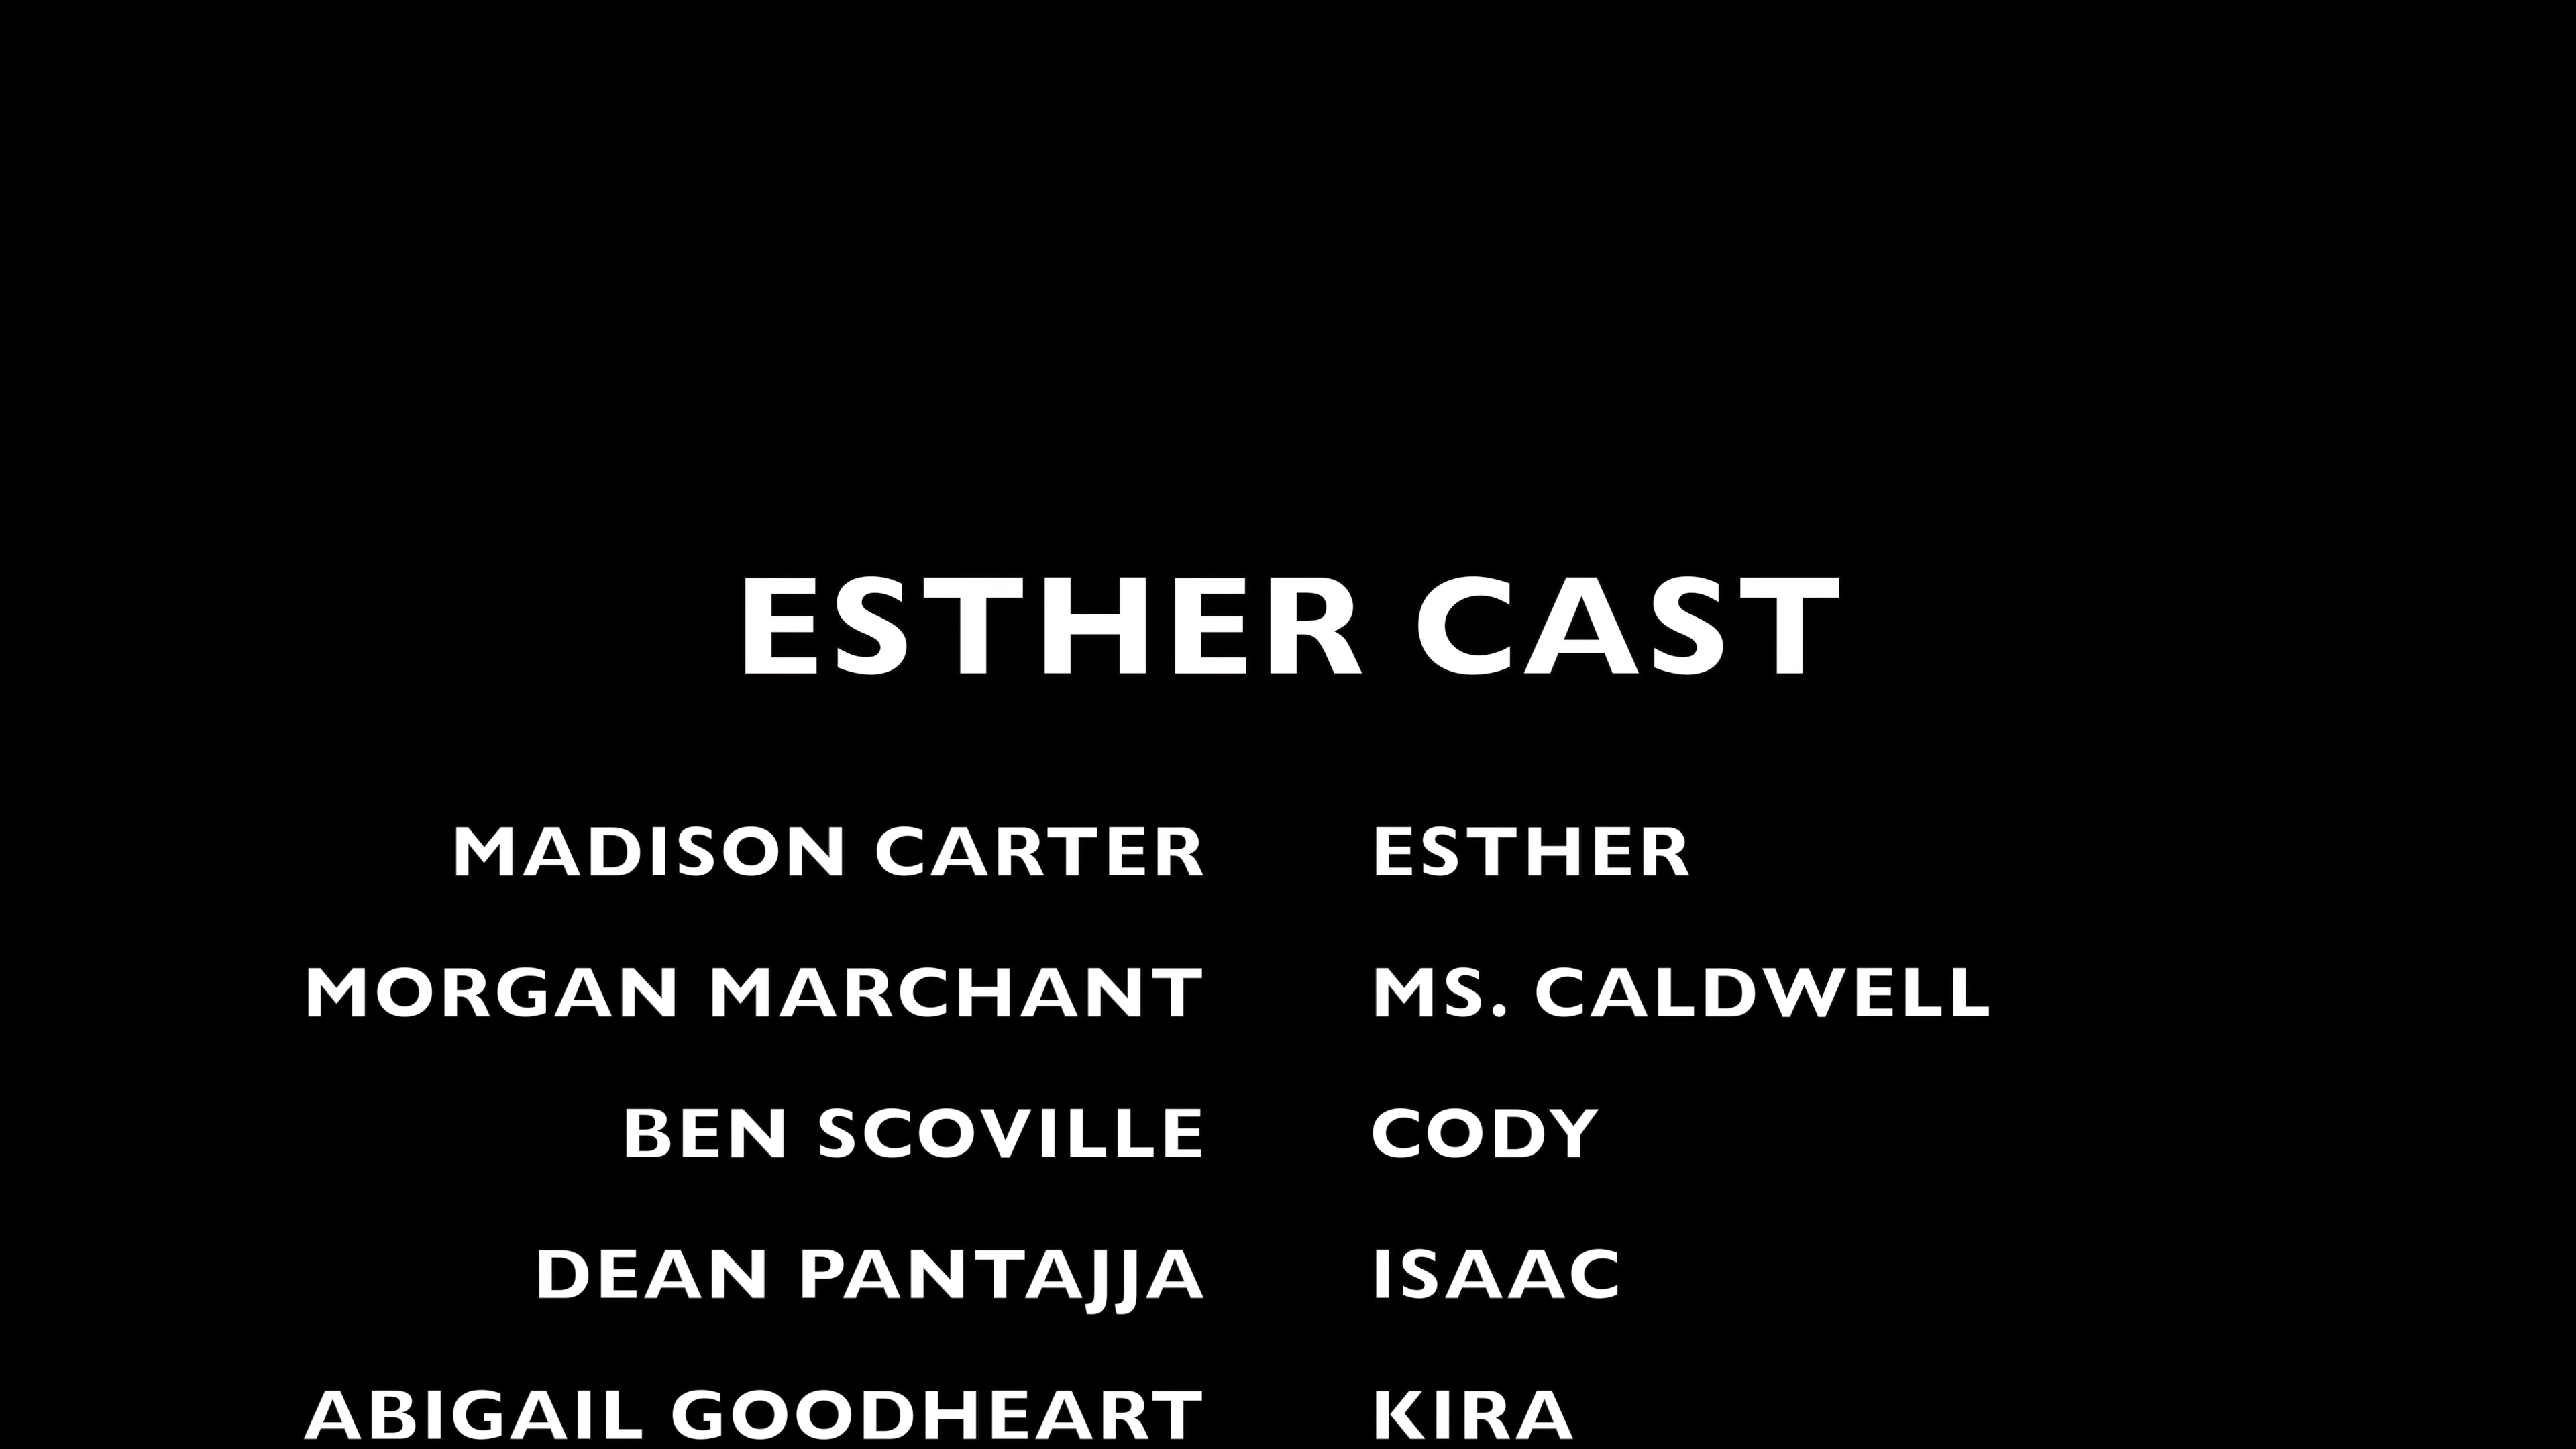 ESTHER CAST
MADISON CARTER ESTHER
MORGAN MARCHANT MS. CALDWELL
BEN SCOVILLE CODY
DEAN PANTAJJA ISAAC
ABIGAIL GOODHEART KIRA